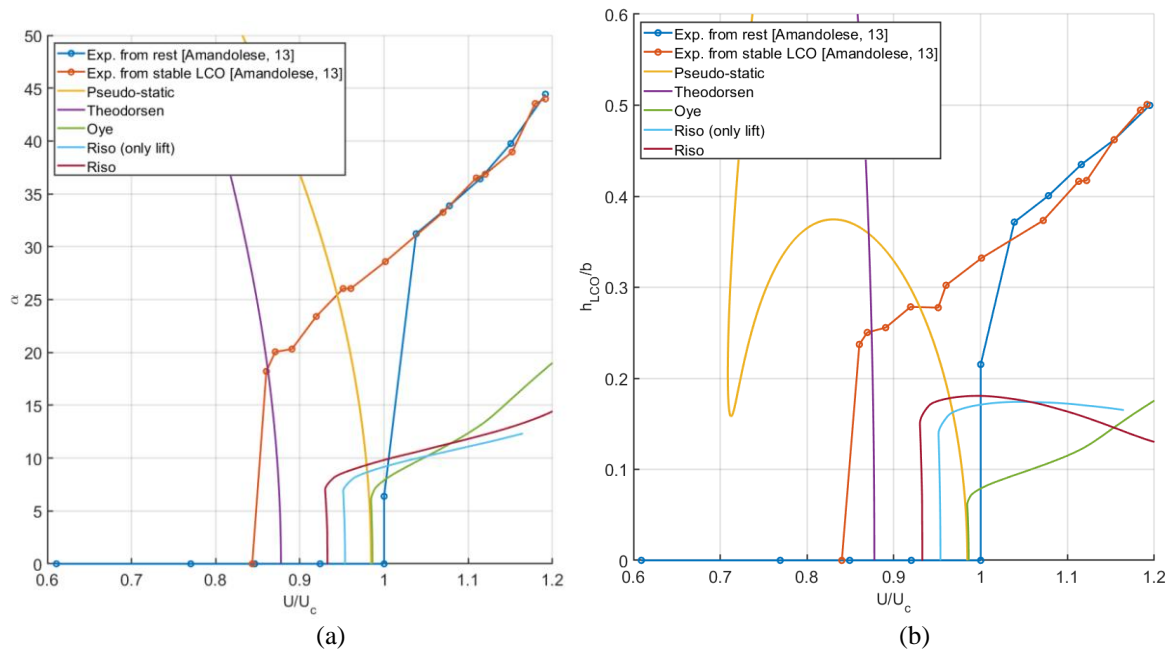 50
45
40
35
30
25
20
15
10
5
0
α
Exp. from rest [Amandolese, 13]
Exp. from stable LCO [Amandolese, 13]
Pseudo-static
Theodorsen
Oye
Riso (only lift)
Riso
0.6 0.7 0.8 0.9 1 1.1 1.2
U/U_c
(a)
0.6
0.5
0.4
0.3
0.2
0.1
0
h_LCO/b
Exp. from rest [Amandolese, 13]
Exp. from stable LCO [Amandolese, 13]
Pseudo-static
Theodorsen
Oye
Riso (only lift)
Riso
0.6 0.7 0.8 0.9 1 1.1 1.2
U/U_c
(b)